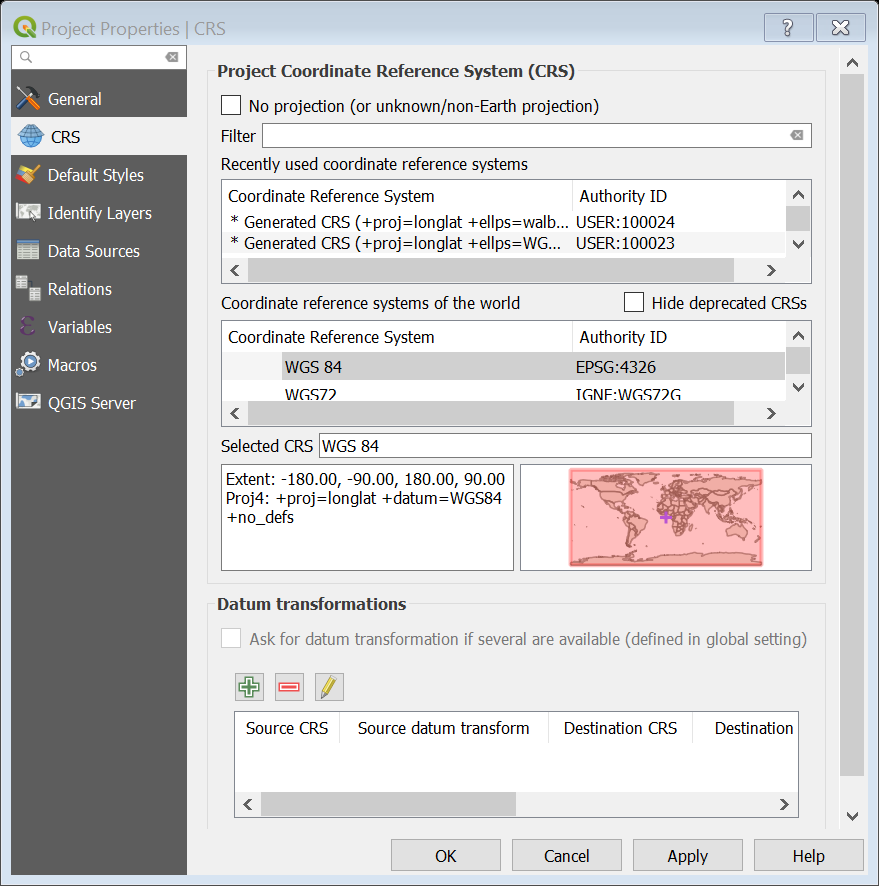 Project Properties | CRS
General
CRS
Default Styles
Identify Layers
Data Sources
Relations
Variables
Macros
QGIS Server
Project Coordinate Reference System (CRS)
No projection (or unknown/non-Earth projection)
Filter
Recently used coordinate reference systems
Coordinate Reference System Authority ID
* Generated CRS (+proj=longlat +ellps=walb... USER:100024
* Generated CRS (+proj=longlat +ellps=WG... USER:100023
Coordinate reference systems of the world Hide deprecated CRSs
Coordinate Reference System Authority ID
WGS 84 EPSG:4326
WGS72 IGNF:WGS72G
Selected CRS WGS 84
Extent: -180.00, -90.00, 180.00, 90.00
Proj4: +proj=longlat +datum=WGS84
+no_defs
Datum transformations
Ask for datum transformation if several are available (defined in global setting)
Source CRS Source datum transform Destination CRS Destination
OK Cancel Apply Help